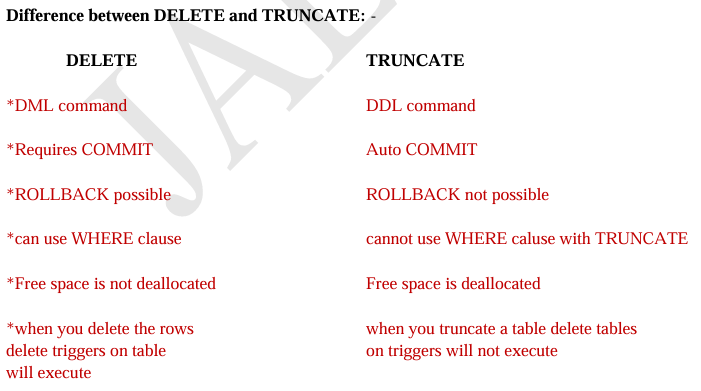 Difference between DELETE and TRUNCATE: -
DELETE TRUNCATE
*DML command DDL command
*Requires COMMIT Auto COMMIT
*ROLLBACK possible ROLLBACK not possible
*can use WHERE clause cannot use WHERE caluse with TRUNCATE
*Free space is not deallocated Free space is deallocated
*when you delete the rows when you truncate a table delete tables
delete triggers on table on triggers will not execute
will execute